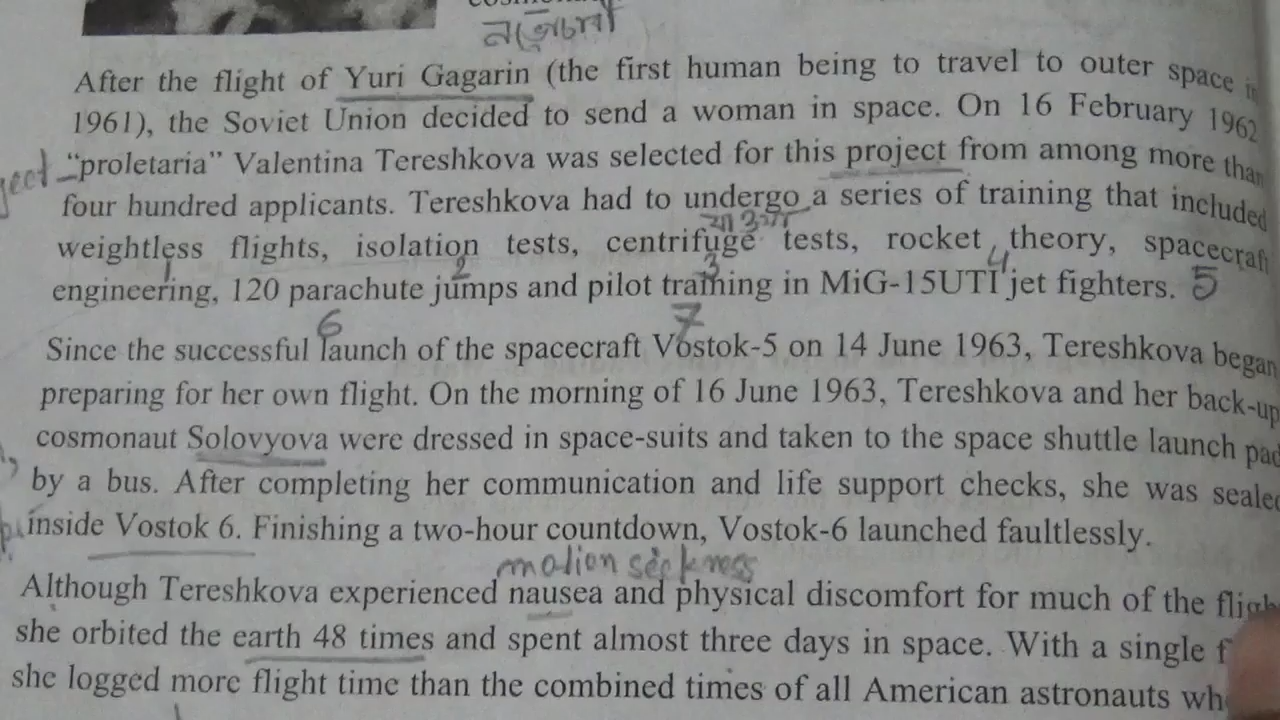 নভোচারী
After the flight of Yuri Gagarin (the first human being to travel to outer space in
1961), the Soviet Union decided to send a woman in space. On 16 February 1962
“proletaria” Valentina Tereshkova was selected for this project from among more than
four hundred applicants. Tereshkova had to undergo a series of training that included
যাওয়া
weightless flights, isolation tests, centrifuge tests, rocket theory, spacecraft
1 2 3 4
engineering, 120 parachute jumps and pilot training in MiG-15UTI jet fighters. 5
6 7
Since the successful launch of the spacecraft Vostok-5 on 14 June 1963, Tereshkova began
preparing for her own flight. On the morning of 16 June 1963, Tereshkova and her back-up
cosmonaut Solovyova were dressed in space-suits and taken to the space shuttle launch pad
by a bus. After completing her communication and life support checks, she was sealed
inside Vostok 6. Finishing a two-hour countdown, Vostok-6 launched faultlessly.
motion sickness
Although Tereshkova experienced nausea and physical discomfort for much of the
she orbited the earth 48 times and spent almost three days in space. With a single
she logged more flight time than the combined times of all American astronauts